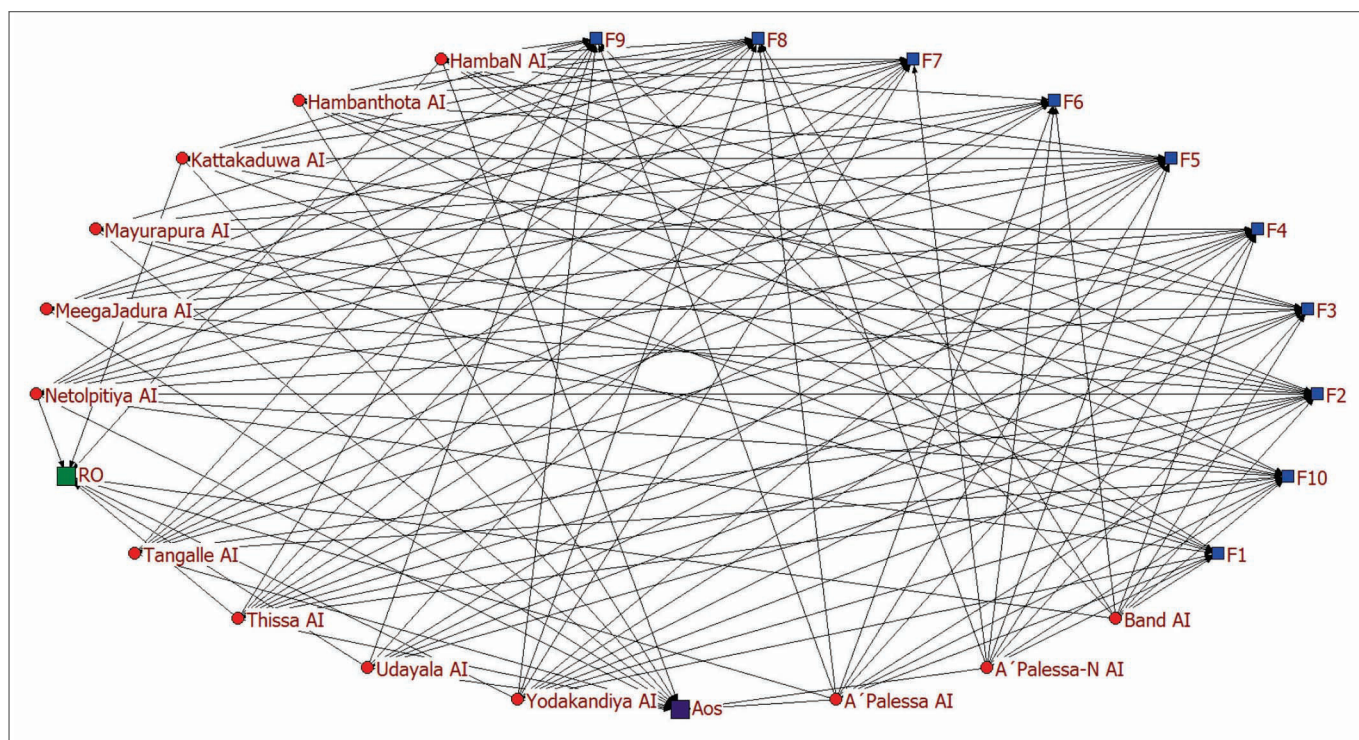 F9
F8
HambaN AI
F7
Hambanthota AI
F6
Kattakaduwa AI
F5
Mayurapura AI
F4
MeegaJadura AI
F3
Netolpitiya AI
F2
RO
F10
Tangalle AI
F1
Thissa AI
Band AI
Udayala AI
A´Palessa-N AI
Yodakandiya AI
Aos
A´Palessa AI